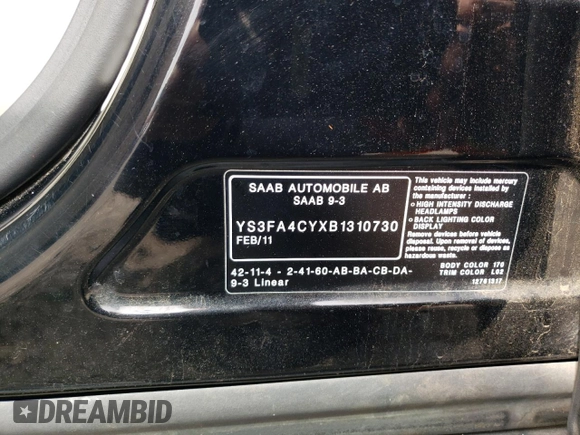 SAAB AUTOMOBILE AB
SAAB 9-3
YS3FA4CYXB1310730
FEB/11
42-11-4 - 2-41-60-AB-BA-CB-DA-
9-3 Linear
This vehicle may include mercury
containing devices installed by
the manufacturer :
o HIGH INTENSITY DISCHARGE
HEADLAMPS
o BACK LIGHTING COLOR
DISPLAY
Remove devices before vehicle
disposal. Upon removal of devices,
please reuse, recycle or dispose as
hazardous waste.
BODY COLOR 170
TRIM COLOR L02
12761317
DREAMBID